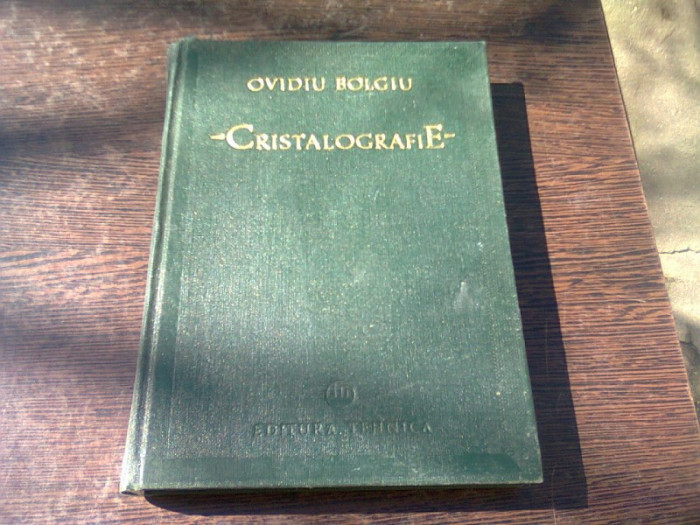 OVIDIU BOLGIU
-CRISTALOGRAFIE-
EDITURA TEHNICA